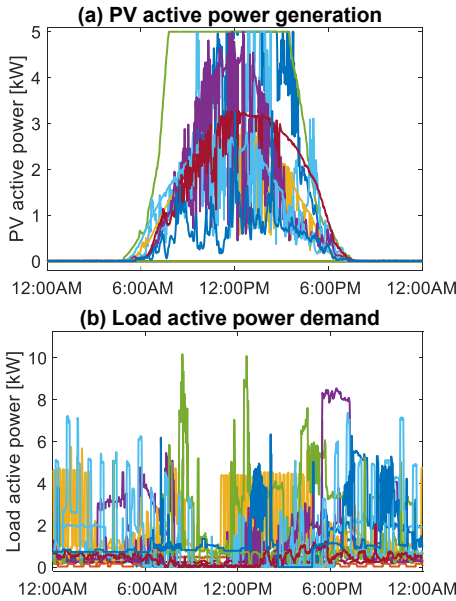 (a) PV active power generation
PV active power [kW]
5
4
3
2
1
0
12:00AM 6:00AM 12:00PM 6:00PM 12:00AM
(b) Load active power demand
Load active power [kW]
10
8
6
4
2
0
12:00AM 6:00AM 12:00PM 6:00PM 12:00AM